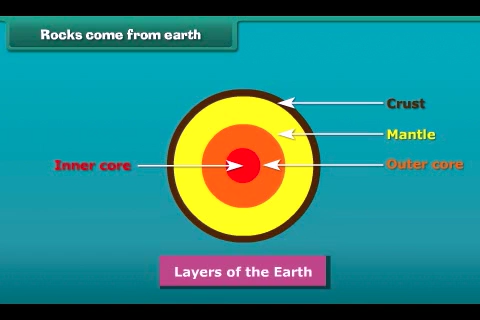 Rocks come from earth
Crust
Mantle
Inner core
Outer core
Layers of the Earth